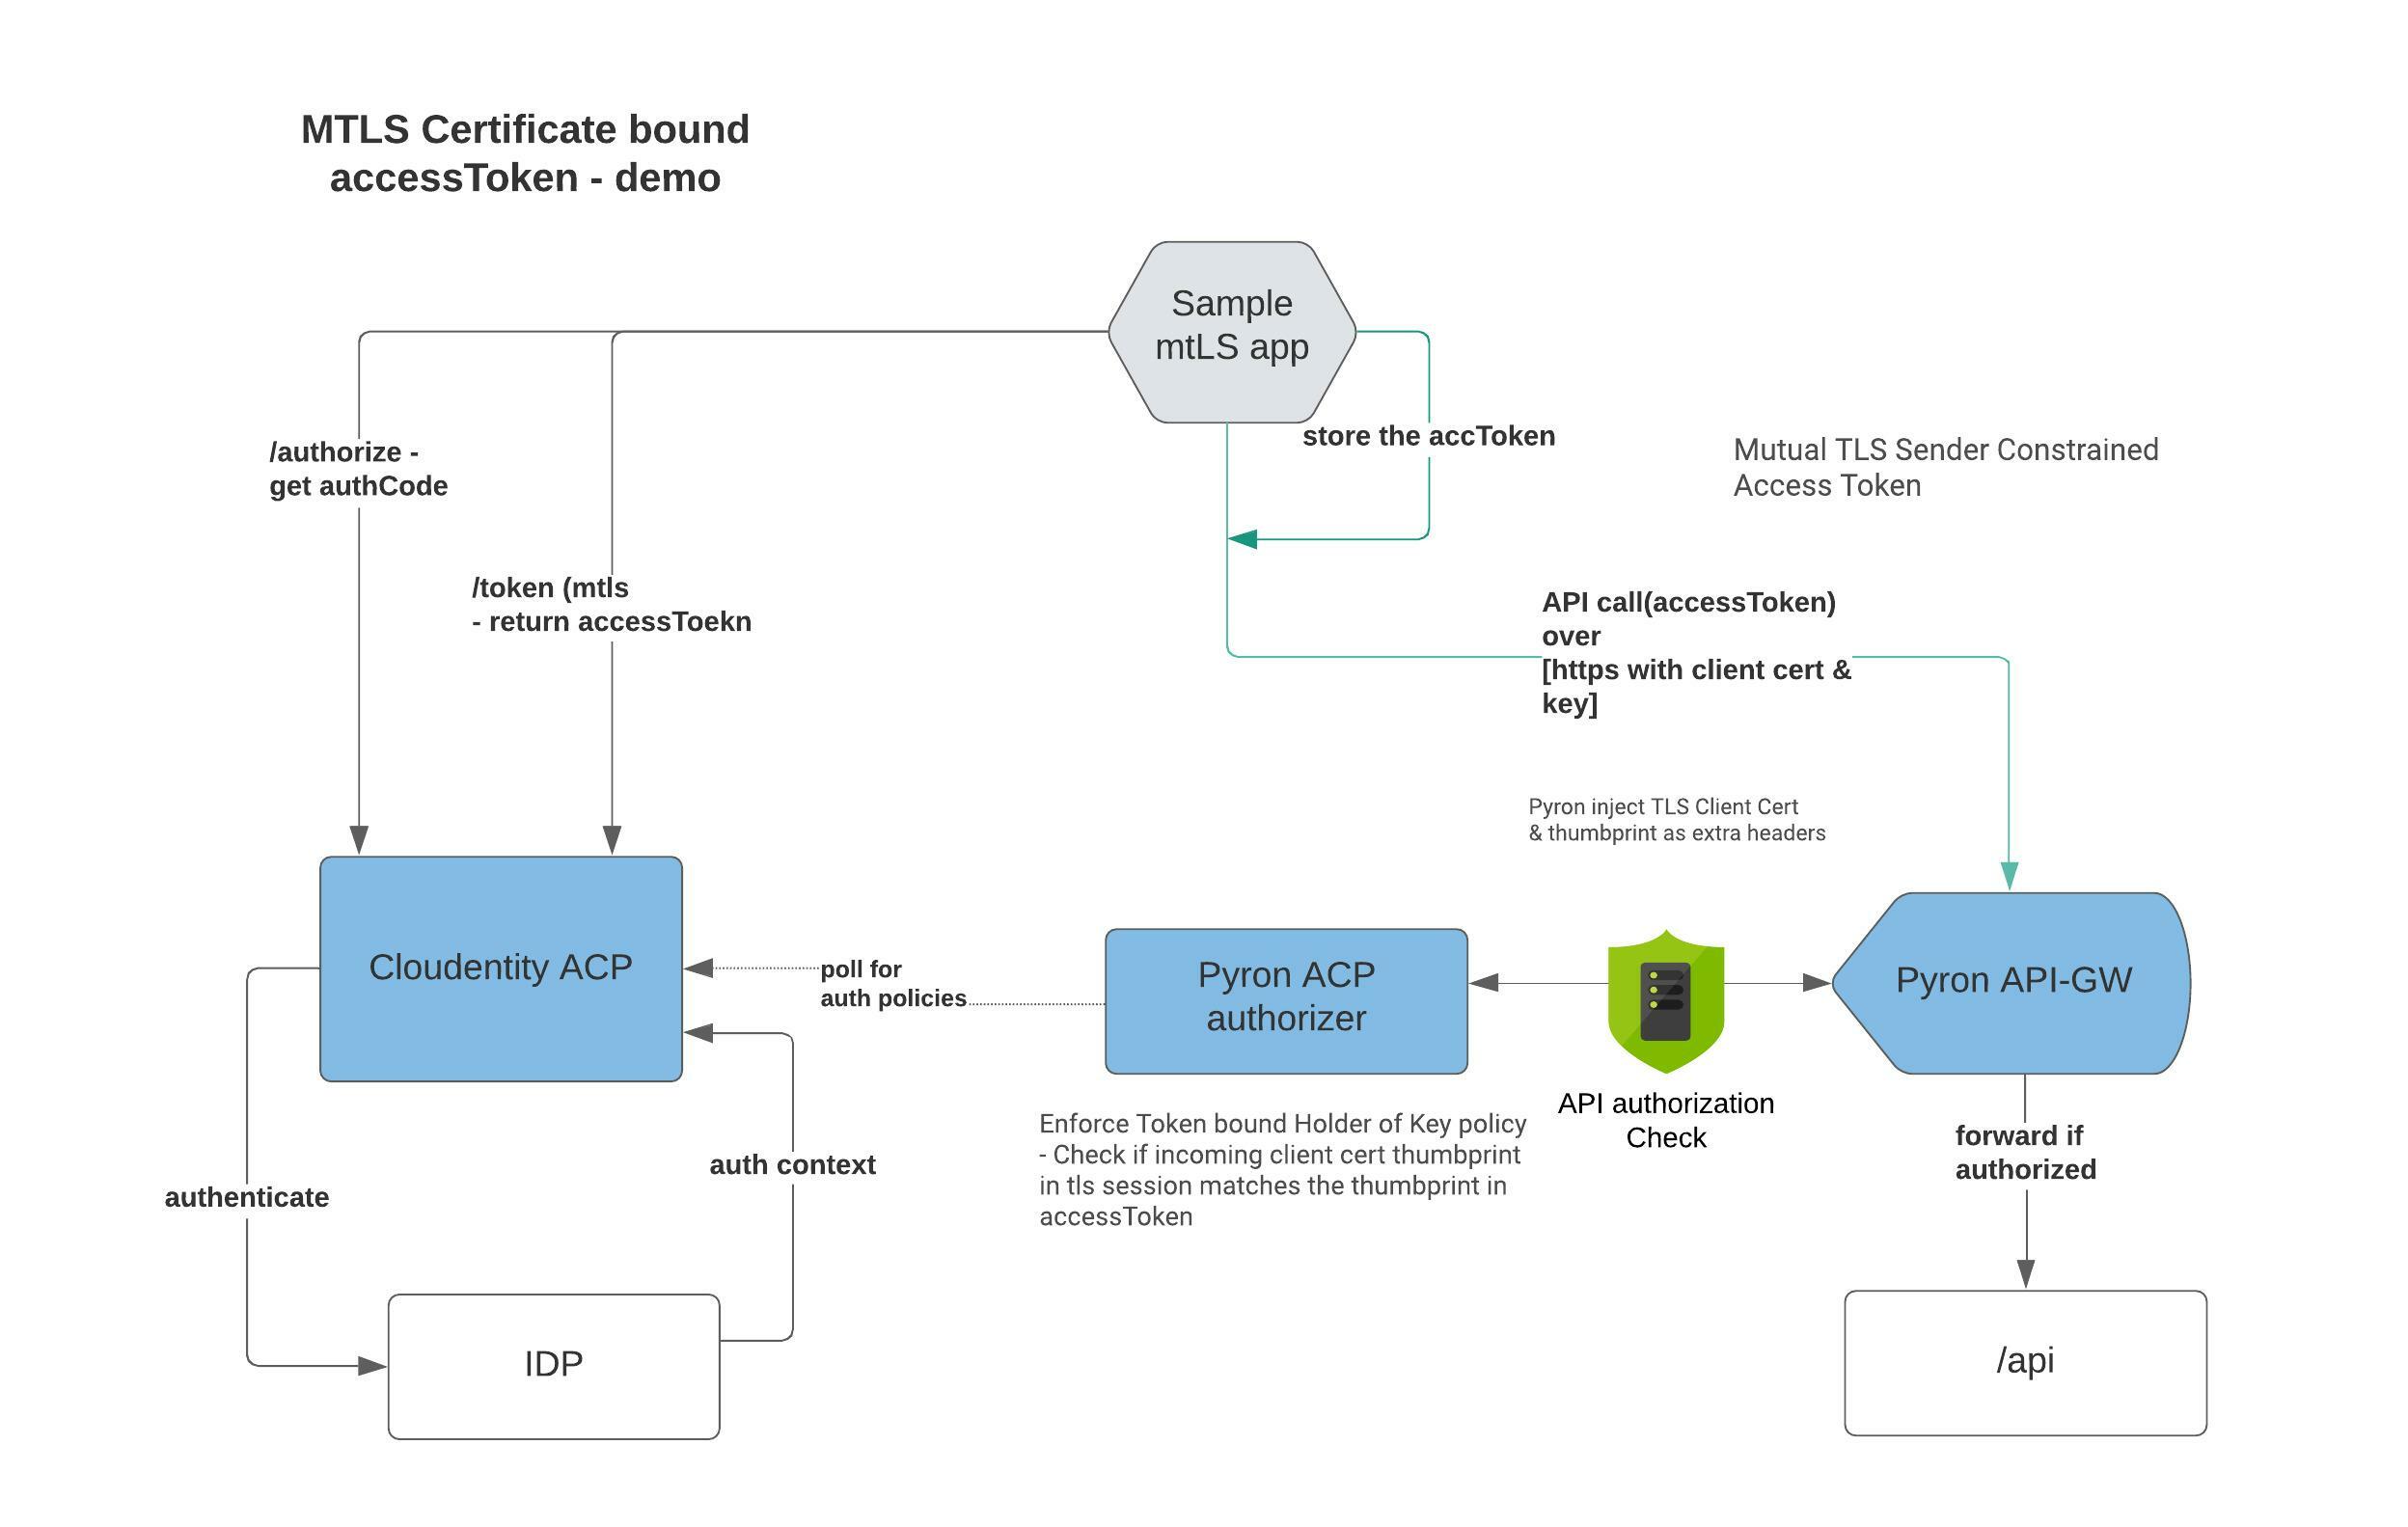 MTLS Certificate bound
accessToken - demo
Sample
mtLS app
store the accToken
/authorize -
get authCode
Mutual TLS Sender Constrained
Access Token
/token (mtls
- return accessToekn
API call(accessToken)
over
[https with client cert &
key]
Pyron inject TLS Client Cert
& thumbprint as extra headers
Cloudentity ACP
poll for
auth policies
Pyron ACP
authorizer
Pyron API-GW
API authorization
Check
Enforce Token bound Holder of Key policy
- Check if incoming client cert thumbprint
in tls session matches the thumbprint in
accessToken
forward if
authorized
auth context
authenticate
IDP
/api